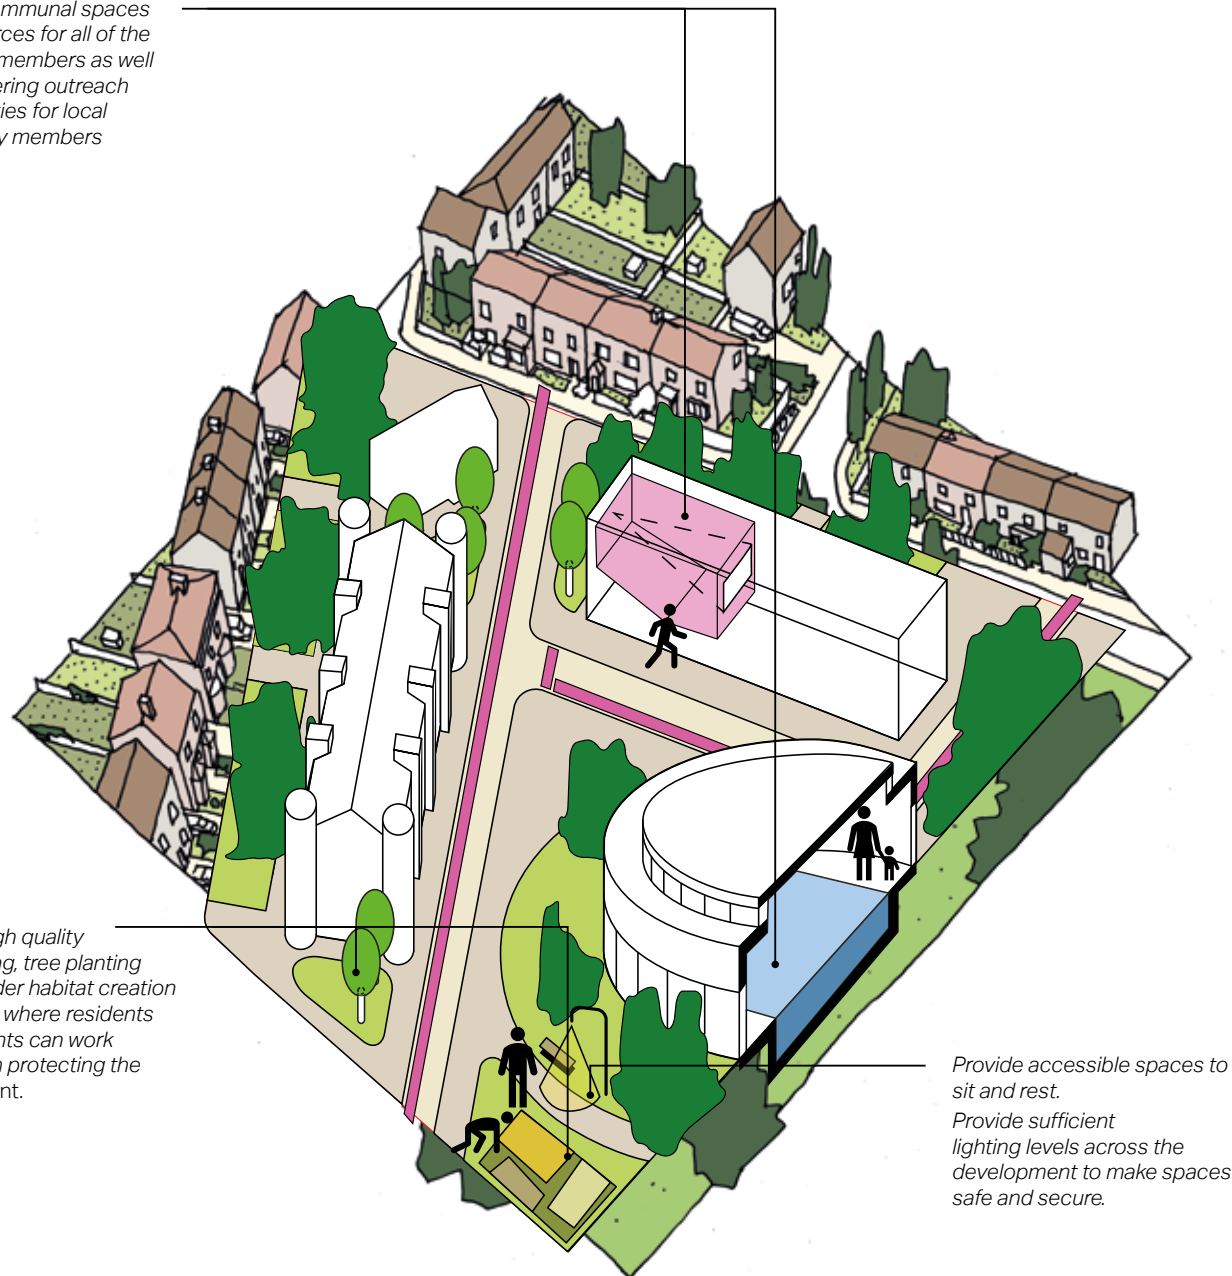 mmunal spaces
rces for all of the
members as well
ering outreach
ties for local
y members
gh quality
g, tree planting
der habitat creation
where residents
nts can work
n protecting the
nt.
Provide accessible spaces to
sit and rest.
Provide sufficient
lighting levels across the
development to make spaces
safe and secure.